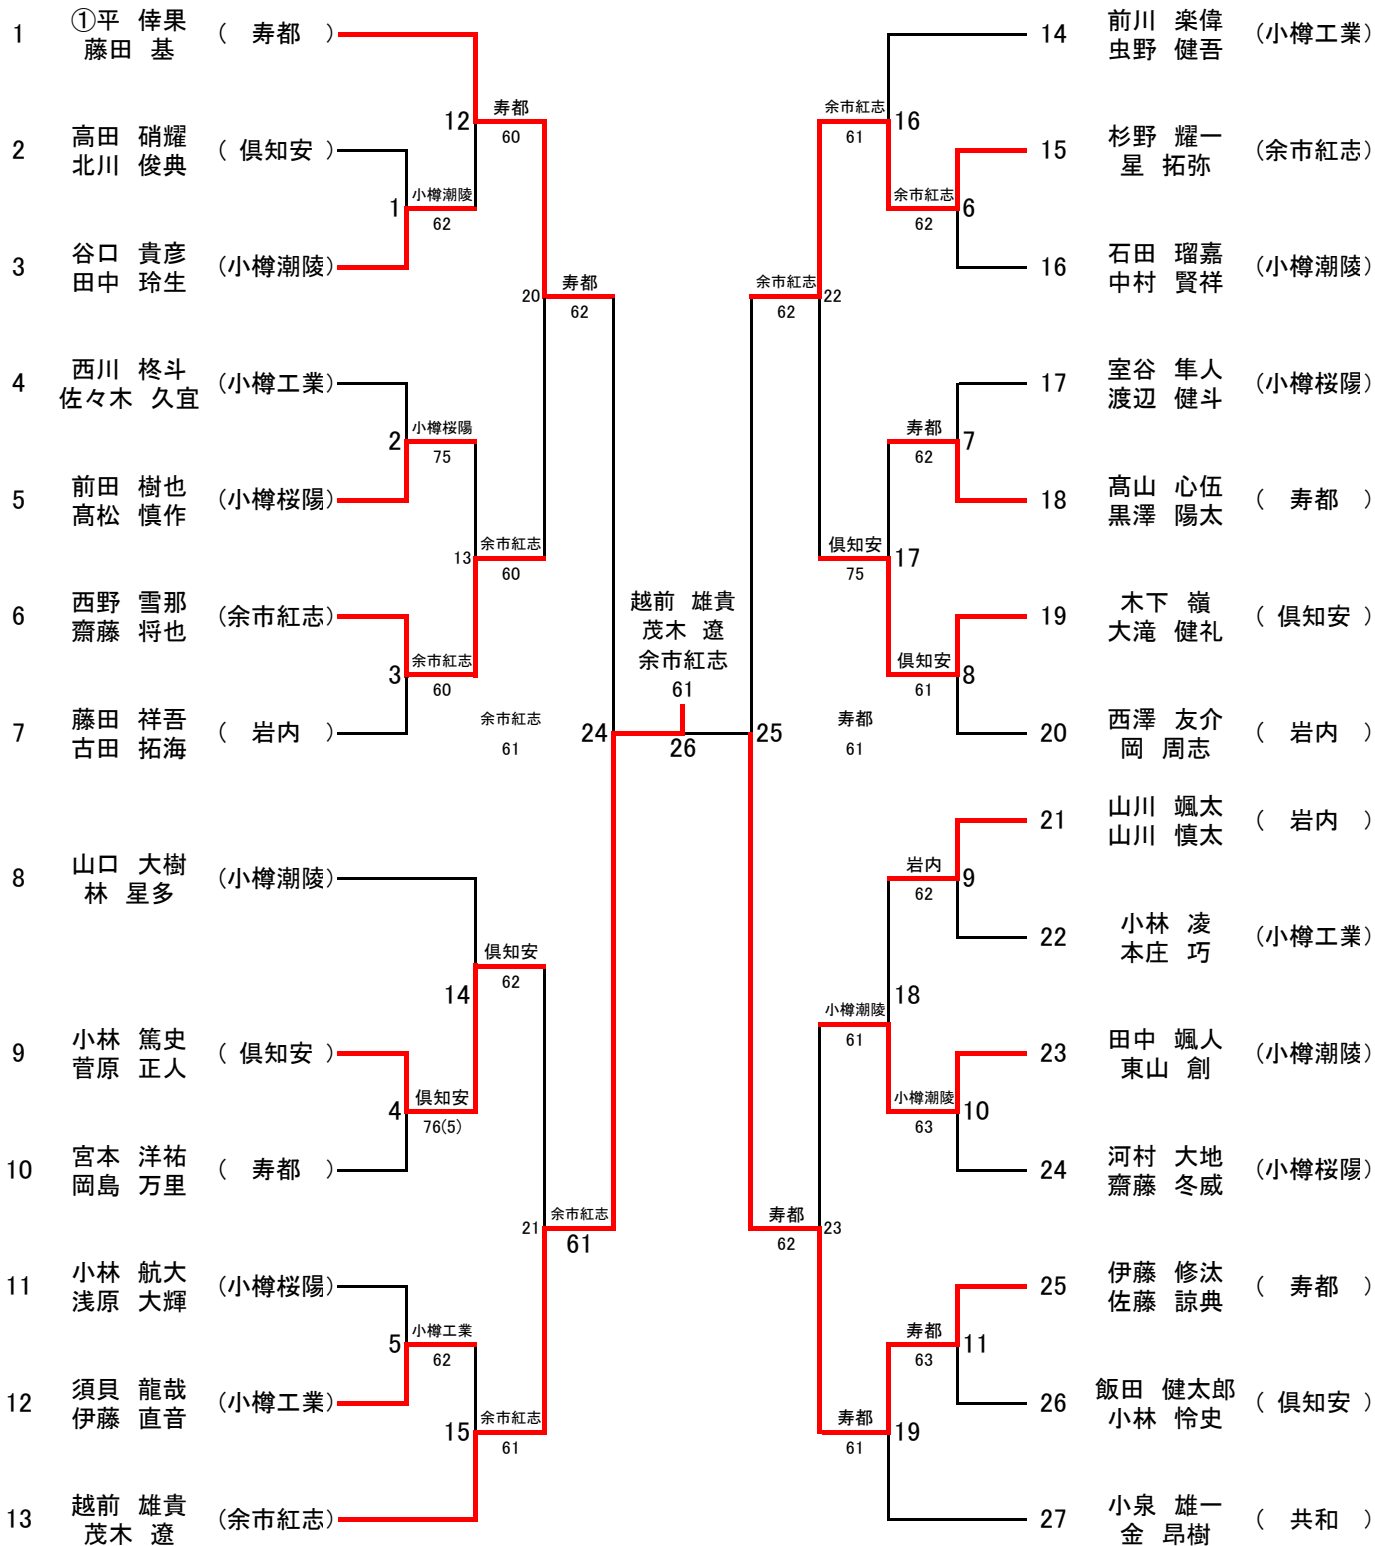 1 ①平 倖果 藤田 基 （ 寿都 ）
2 高田 硝耀 北川 俊典 （ 倶知安 ）
3 谷口 貴彦 田中 玲生 （小樽潮陵）
4 西川 柊斗 佐々木 久宜 （小樽工業）
5 前田 樹也 髙松 慎作 （小樽桜陽）
6 西野 雪那 齋藤 将也 （余市紅志）
7 藤田 祥吾 古田 拓海 （ 岩内 ）
8 山口 大樹 林 星多 （小樽潮陵）
9 小林 篤史 菅原 正人 （ 倶知安 ）
10 宮本 洋祐 岡島 万里 （ 寿都 ）
11 小林 航大 浅原 大輝 （小樽桜陽）
12 須貝 龍哉 伊藤 直音 （小樽工業）
13 越前 雄貴 茂木 遼 （余市紅志）
1 小樽潮陵 62
2 小樽桜陽 75
3 余市紅志 60
4 倶知安 76(5)
5 小樽工業 62
12 寿都 60
13 余市紅志 60
14 倶知安 62
15 余市紅志 61
20 寿都 62
21 余市紅志 61
余市紅志 61
24
越前 雄貴
茂木 遼
余市紅志
61
26
25
寿都 61
余市紅志 62 22
寿都 62 23
余市紅志 61 16
倶知安 75 17
小樽潮陵 61 18
寿都 61 19
余市紅志 62 6
寿都 62 7
倶知安 61 8
岩内 62 9
小樽潮陵 63 10
寿都 63 11
14 前川 楽偉 虫野 健吾 （小樽工業）
15 杉野 耀一 星 拓弥 （余市紅志）
16 石田 瑠嘉 中村 賢祥 （小樽潮陵）
17 室谷 隼人 渡辺 健斗 （小樽桜陽）
18 髙山 心伍 黒澤 陽太 （ 寿都 ）
19 木下 嶺 大滝 健礼 （ 倶知安 ）
20 西澤 友介 岡 周志 （ 岩内 ）
21 山川 颯太 山川 慎太 （ 岩内 ）
22 小林 凌 本庄 巧 （小樽工業）
23 田中 颯人 東山 創 （小樽潮陵）
24 河村 大地 齋藤 冬威 （小樽桜陽）
25 伊藤 修汰 佐藤 諒典 （ 寿都 ）
26 飯田 健太郎 小林 怜史 （ 倶知安 ）
27 小泉 雄一 金 昂樹 （ 共和 ）